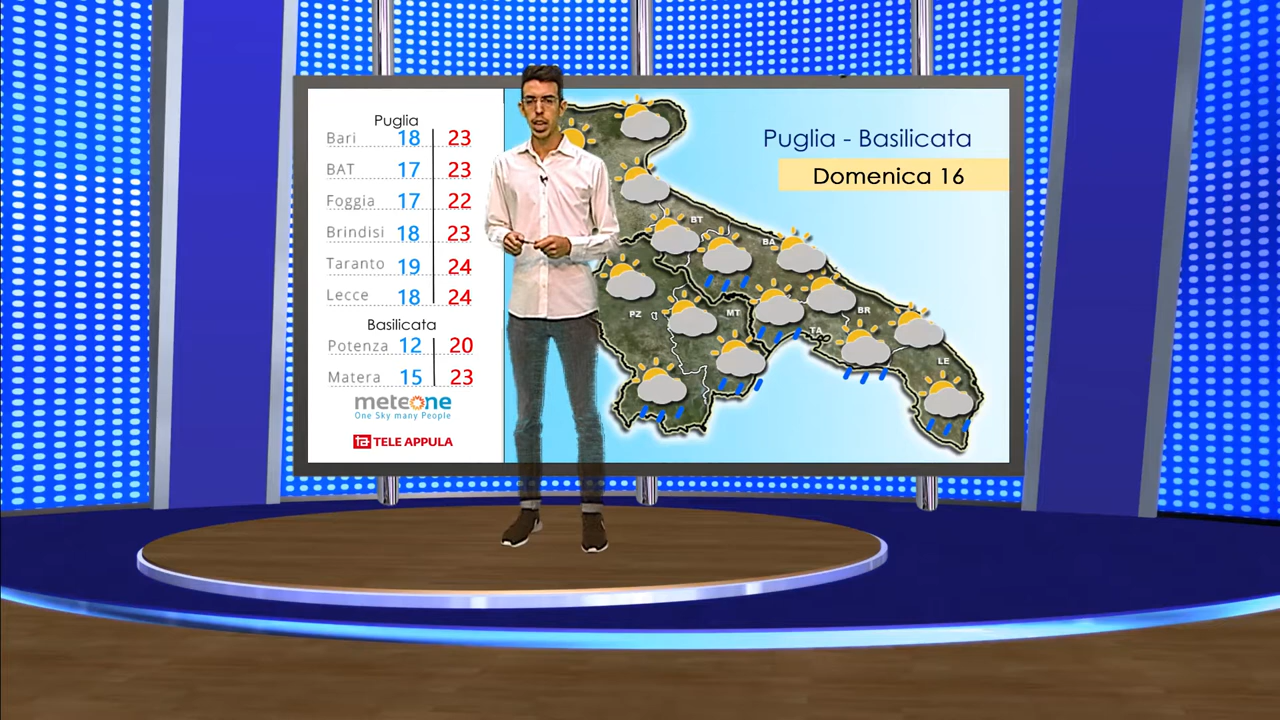 Puglia
Bari 18 23
BAT 17 23
Foggia 17 22
Brindisi 18 23
Taranto 19 24
Lecce 18 24
Basilicata
Potenza 12 20
Matera 15 23
meteone
One Sky many People
ta TELE APPULA
Puglia - Basilicata
Domenica 16
BT
BA
PZ
MT
TA
BR
LE